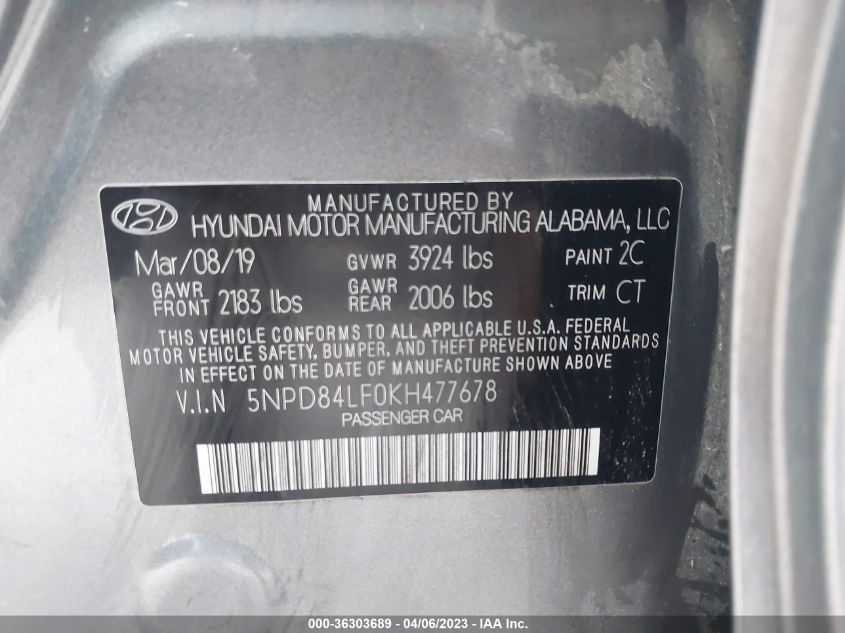 MANUFACTURED BY
HYUNDAI MOTOR MANUFACTURING ALABAMA, LLC
Mar/08/19 GVWR 3924 lbs PAINT 2C
GAWR FRONT 2183 lbs GAWR REAR 2006 lbs TRIM CT
THIS VEHICLE CONFORMS TO ALL APPLICABLE U.S.A. FEDERAL
MOTOR VEHICLE SAFETY, BUMPER, AND THEFT PREVENTION STANDARDS
IN EFFECT ON THE DATE OF MANUFACTURE SHOWN ABOVE
V.I.N 5NPD84LF0KH477678
PASSENGER CAR
000-36303689 - 04/06/2023 - IAA Inc.